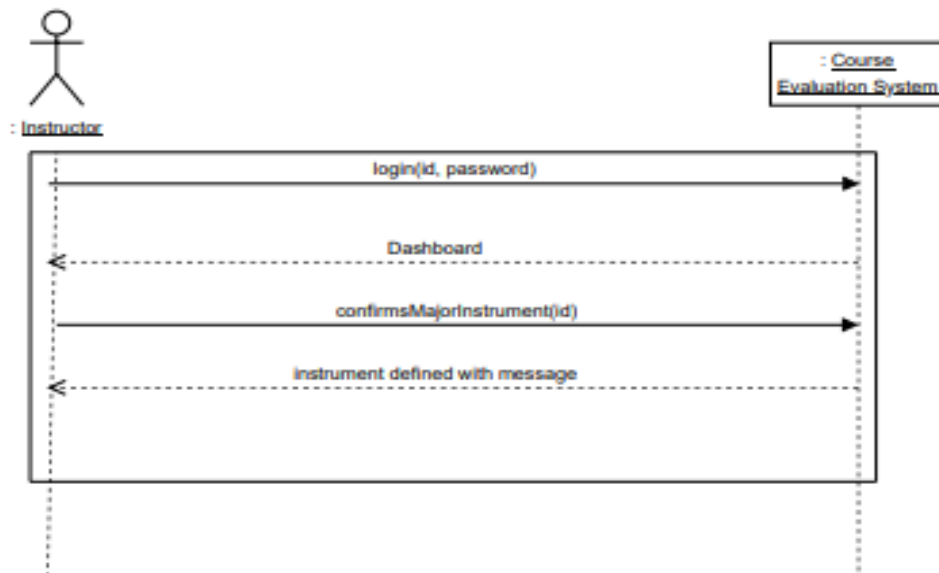 : Course
Evaluation System
: Instructor
login(id, password)
Dashboard
confirmsMajorInstrument(id)
instrument defined with message